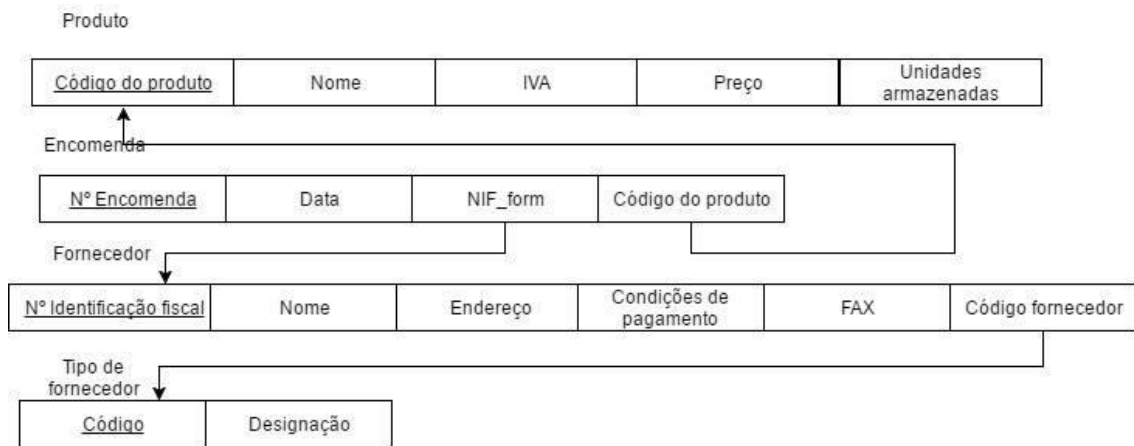 Produto
Código do produto Nome IVA Preço Unidades armazenadas
Encomenda
Nº Encomenda Data NIF_form Código do produto
Fornecedor
Nº Identificação fiscal Nome Endereço Condições de pagamento FAX Código fornecedor
Tipo de
fornecedor
Código Designação